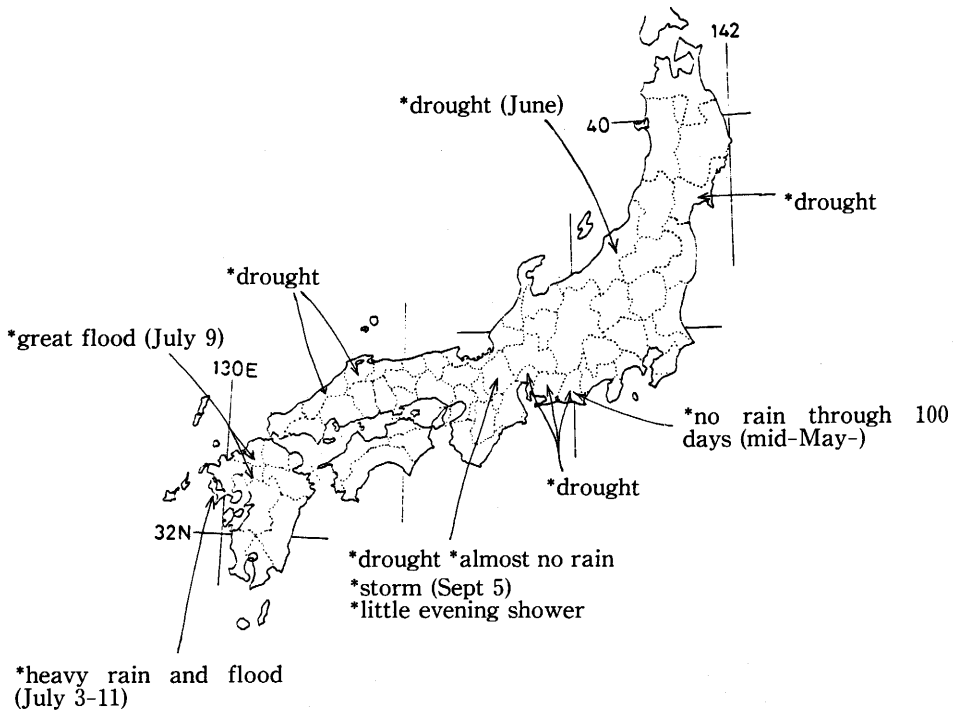 142
*drought (June)
40
*drought
*drought
*great flood (July 9)
130E
*no rain through 100
days (mid-May-)
*drought
32N
*drought *almost no rain
*storm (Sept 5)
*little evening shower
*heavy rain and flood
(July 3-11)